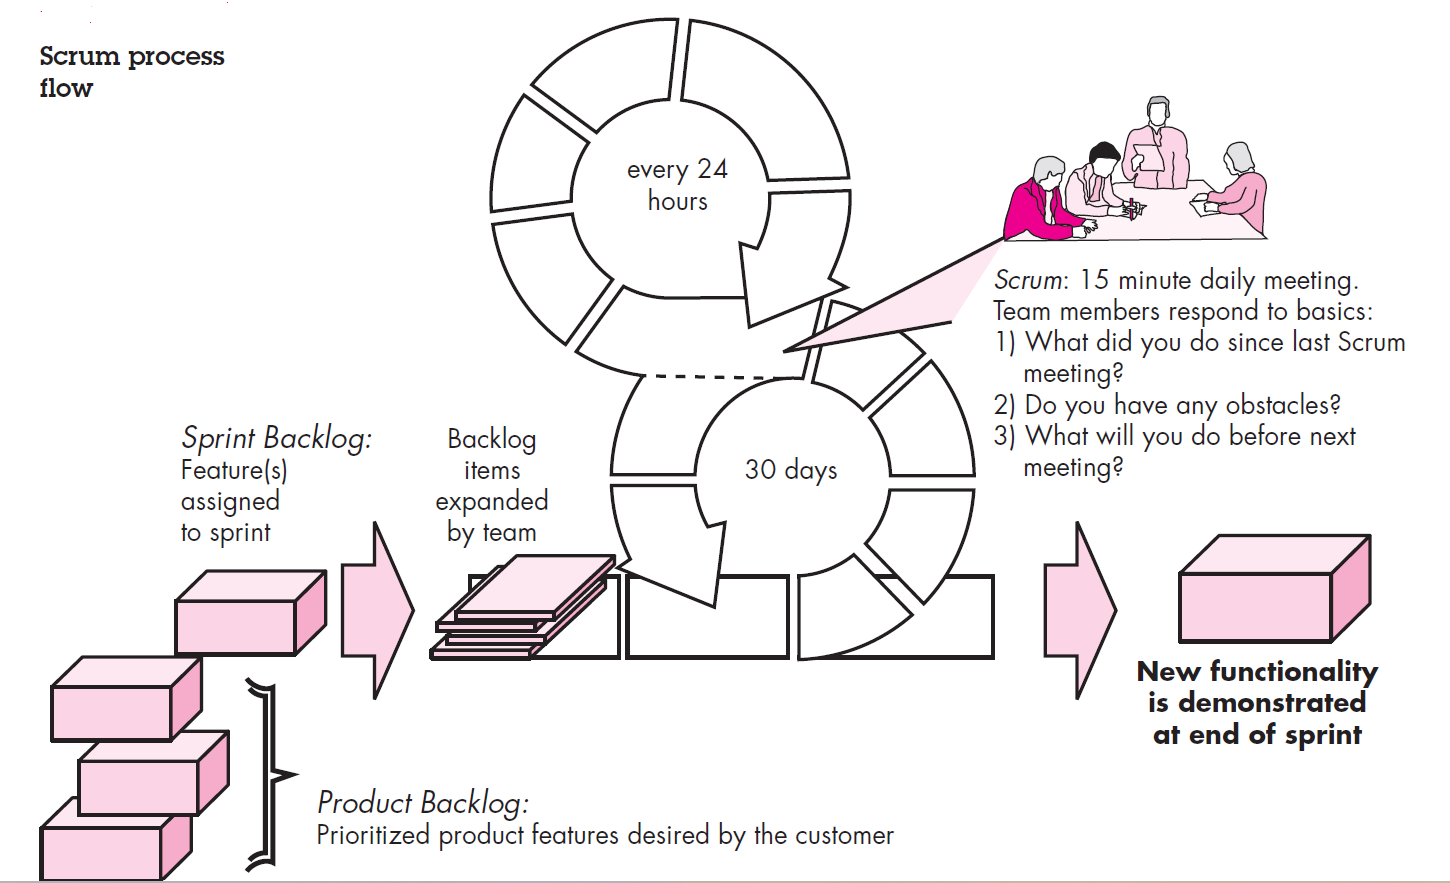 Scrum process
flow
every 24
hours
Scrum: 15 minute daily meeting.
Team members respond to basics:
1) What did you do since last Scrum
meeting?
2) Do you have any obstacles?
3) What will you do before next
meeting?
Sprint Backlog:
Feature(s)
assigned
to sprint
Backlog
items
expanded
by team
30 days
New functionality
is demonstrated
at end of sprint
Product Backlog:
Prioritized product features desired by the customer